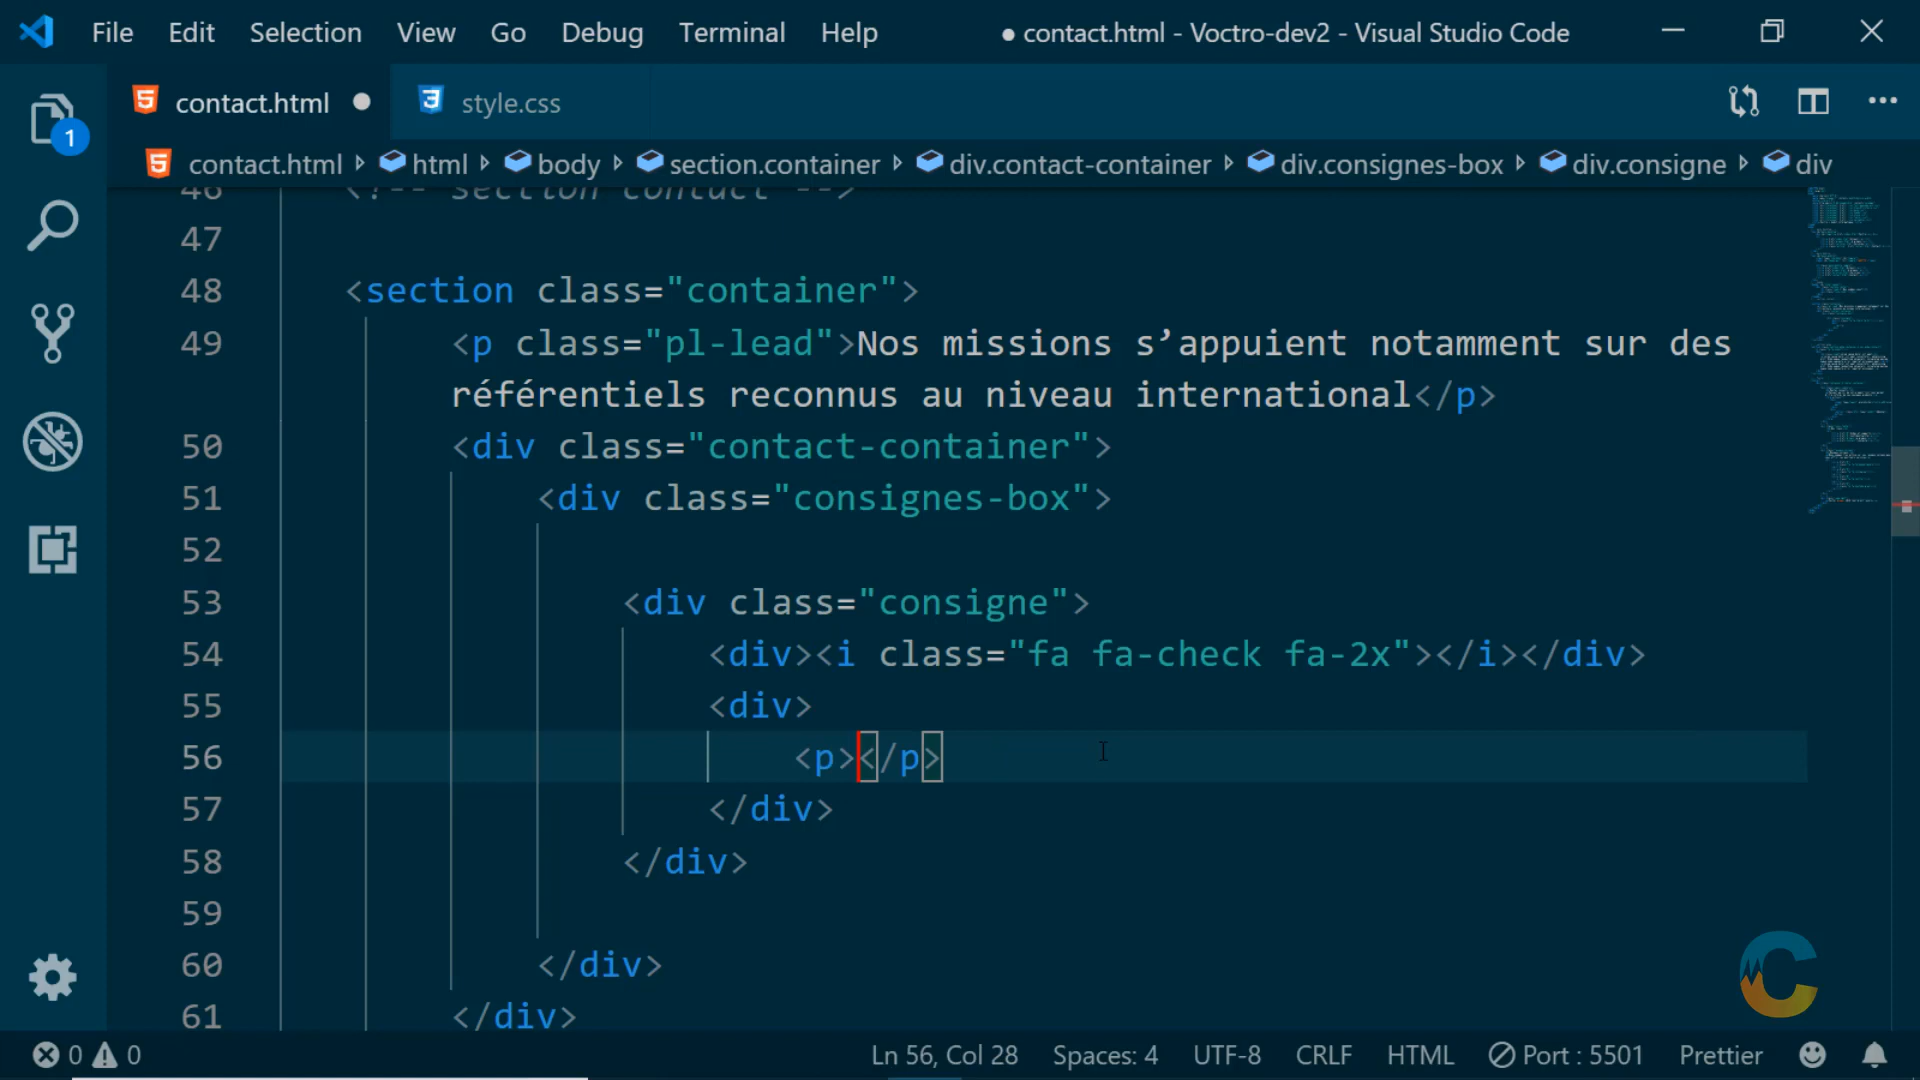 File Edit Selection View Go Debug Terminal Help ● contact.html - Voctro-dev2 - Visual Studio Code
contact.html ● style.css
1
contact.html html body section.container div.contact-container div.consignes-box div.consigne div
46 <!-- section contact -->
47
48 <section class="container">
49 <p class="pl-lead">Nos missions s’appuient notamment sur des
référentiels reconnus au niveau international</p>
50 <div class="contact-container">
51 <div class="consignes-box">
52
53 <div class="consigne">
54 <div><i class="fa fa-check fa-2x"></i></div>
55 <div>
56 <p></p>
57 </div>
58 </div>
59
60 </div>
61 </div>
C
0 0 Ln 56, Col 28 Spaces: 4 UTF-8 CRLF HTML Port : 5501 Prettier